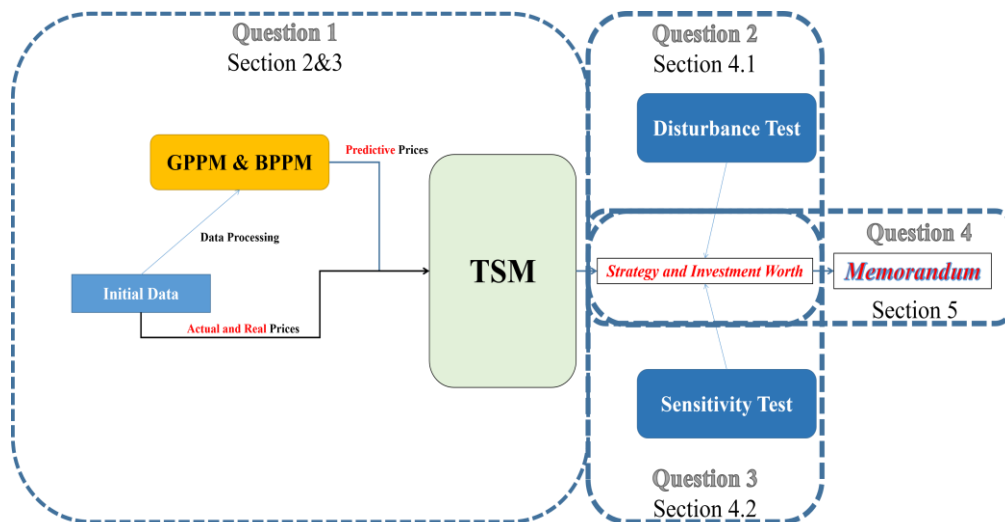 Question 1
Section 2&3
GPPM & BPPM
Predictive Prices
Data Processing
Initial Data
Actual and Real Prices
TSM
Question 2
Section 4.1
Disturbance Test
Strategy and Investment Worth
Question 4
Memorandum
Section 5
Sensitivity Test
Question 3
Section 4.2